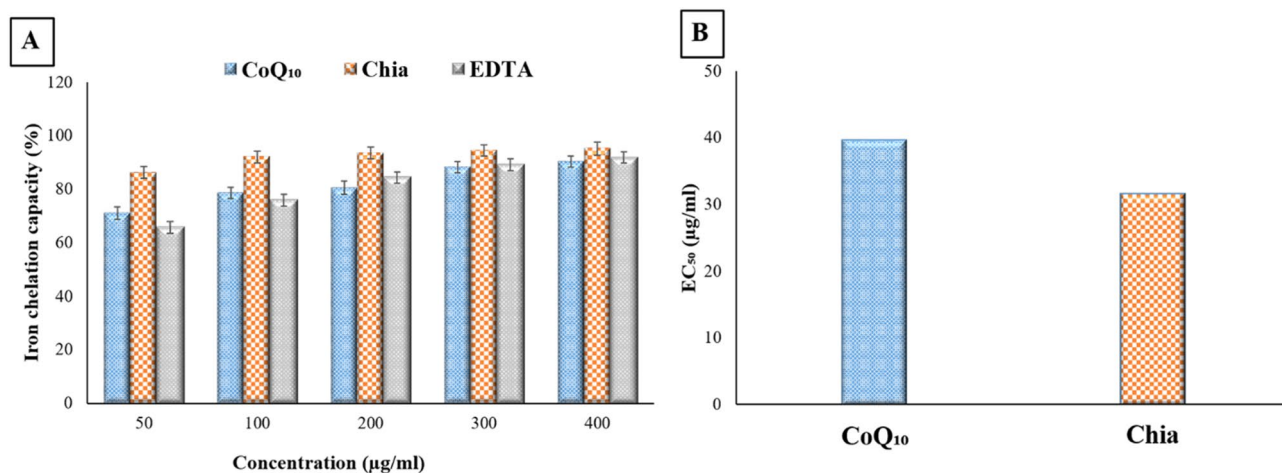 A
CoQ₁₀ Chia EDTA
Iron chelation capacity (%)
120
100
80
60
40
20
0
50 100 200 300 400
Concentration (µg/ml)
B
EC₅₀ (µg/ml)
50
40
30
20
10
0
CoQ₁₀ Chia